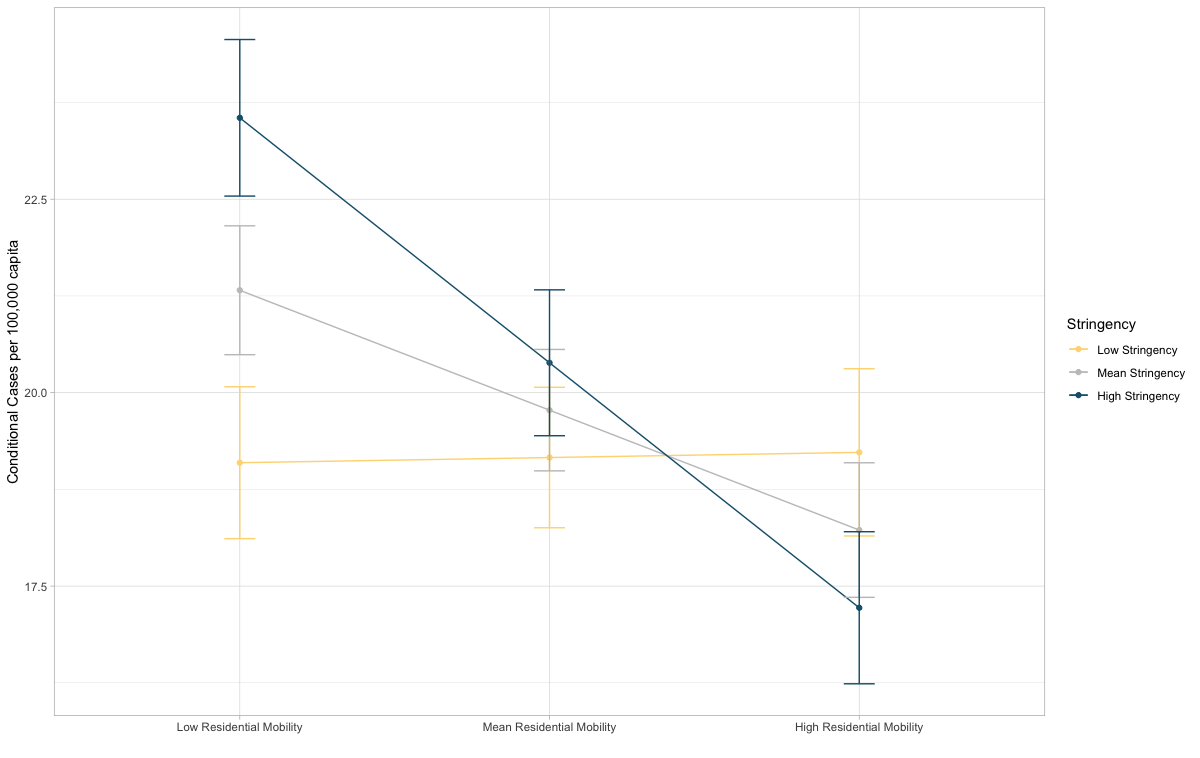 Conditional Cases per 100,000 capita
22.5
20.0
17.5
Low Residential Mobility
Mean Residential Mobility
High Residential Mobility
Stringency
Low Stringency
Mean Stringency
High Stringency